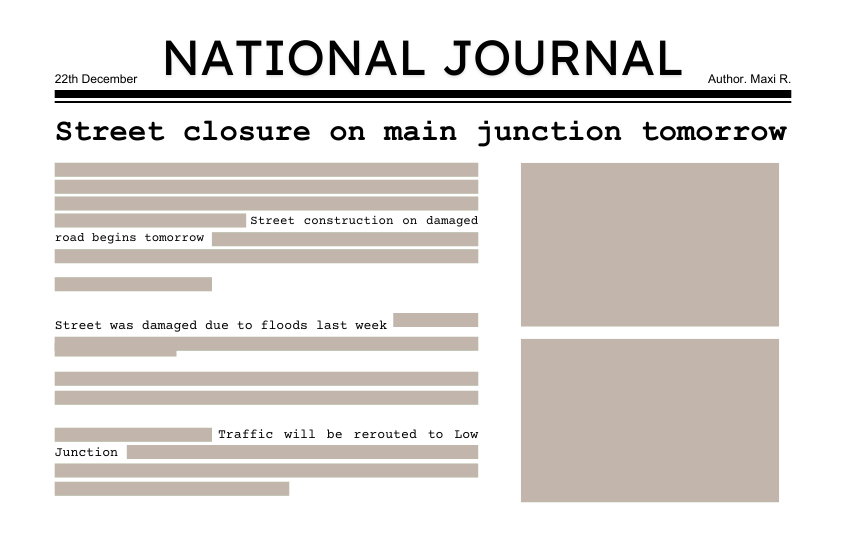 NATIONAL JOURNAL
22th December
Author. Maxi R.
Street closure on main junction tomorrow
Street construction on damaged
road begins tomorrow
Street was damaged due to floods last week
Traffic will be rerouted to Low
Junction